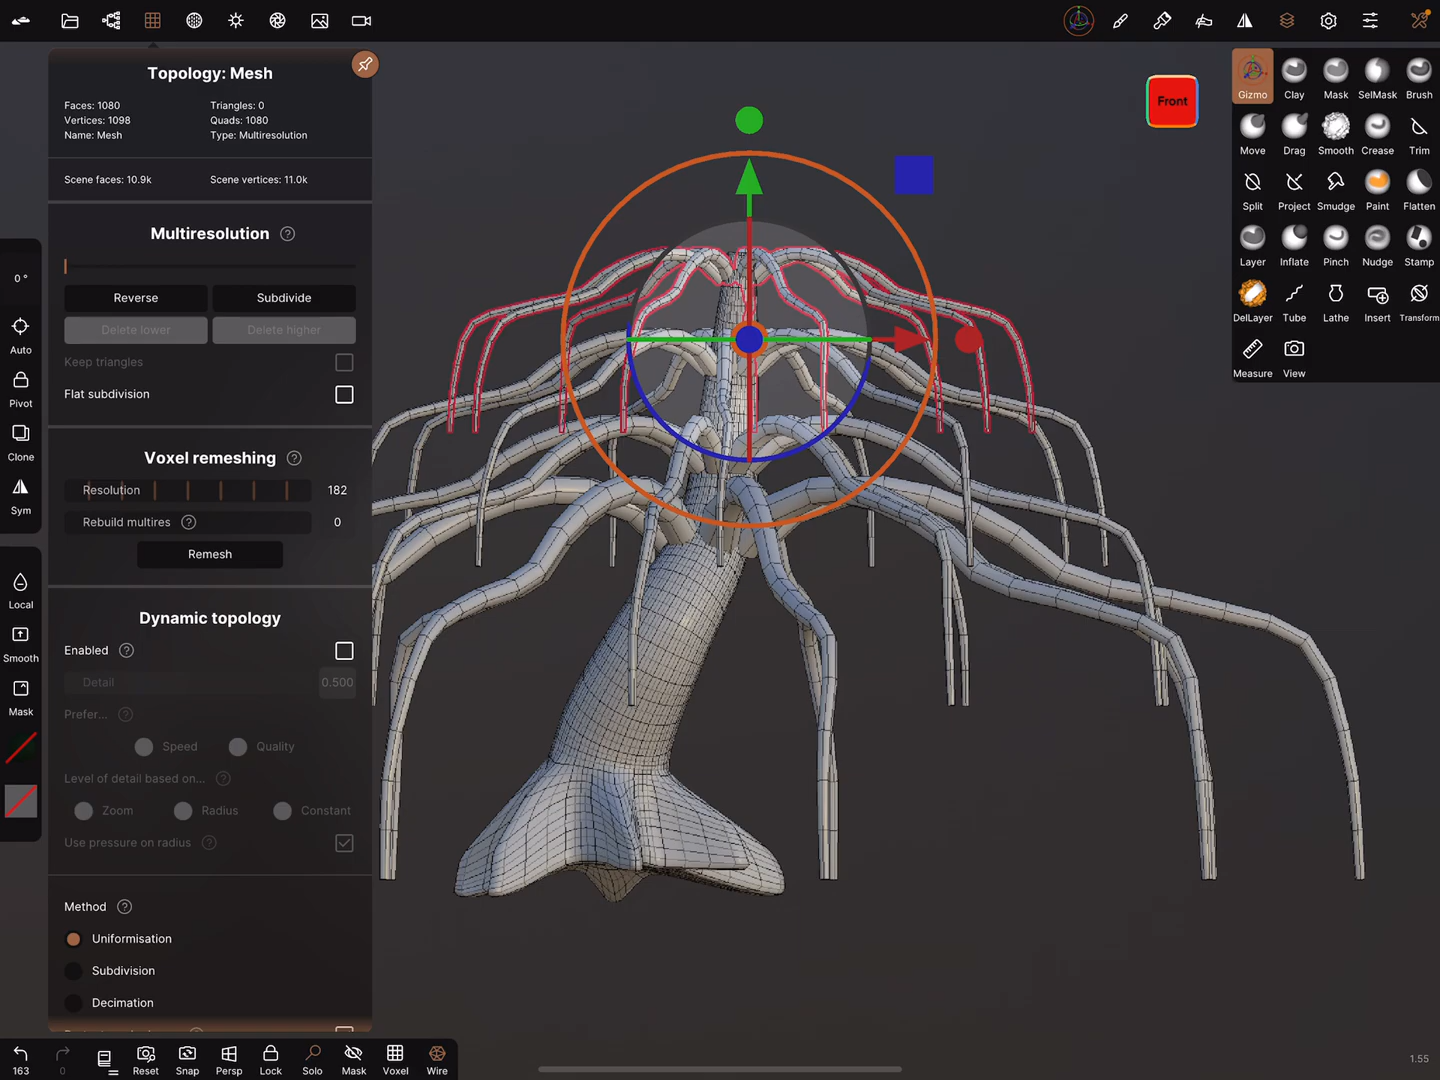 Topology: Mesh
Faces: 1080
Triangles: 0
Vertices: 1098
Quads: 1080
Name: Mesh
Type: Multiresolution
Scene faces: 10.9k
Scene vertices: 11.0k
Multiresolution ?
Reverse
Subdivide
Delete lower
Delete higher
Keep triangles
Flat subdivision
Voxel remeshing ?
Resolution
182
Rebuild multires ?
0
Remesh
Dynamic topology
Enabled ?
Detail
0.500
Prefer... ?
Speed
Quality
Level of detail based on... ?
Zoom
Radius
Constant
Use pressure on radius ?
Method ?
Uniformisation
Subdivision
Decimation
0 °
Auto
Pivot
Clone
Sym
Local
Smooth
Mask
Front
Gizmo
Clay
Mask
SelMask
Brush
Move
Drag
Smooth
Crease
Trim
Split
Project
Smudge
Paint
Flatten
Layer
Inflate
Pinch
Nudge
Stamp
DelLayer
Tube
Lathe
Insert
Transform
Measure
View
163
0
Reset
Snap
Persp
Lock
Solo
Mask
Voxel
Wire
1.55